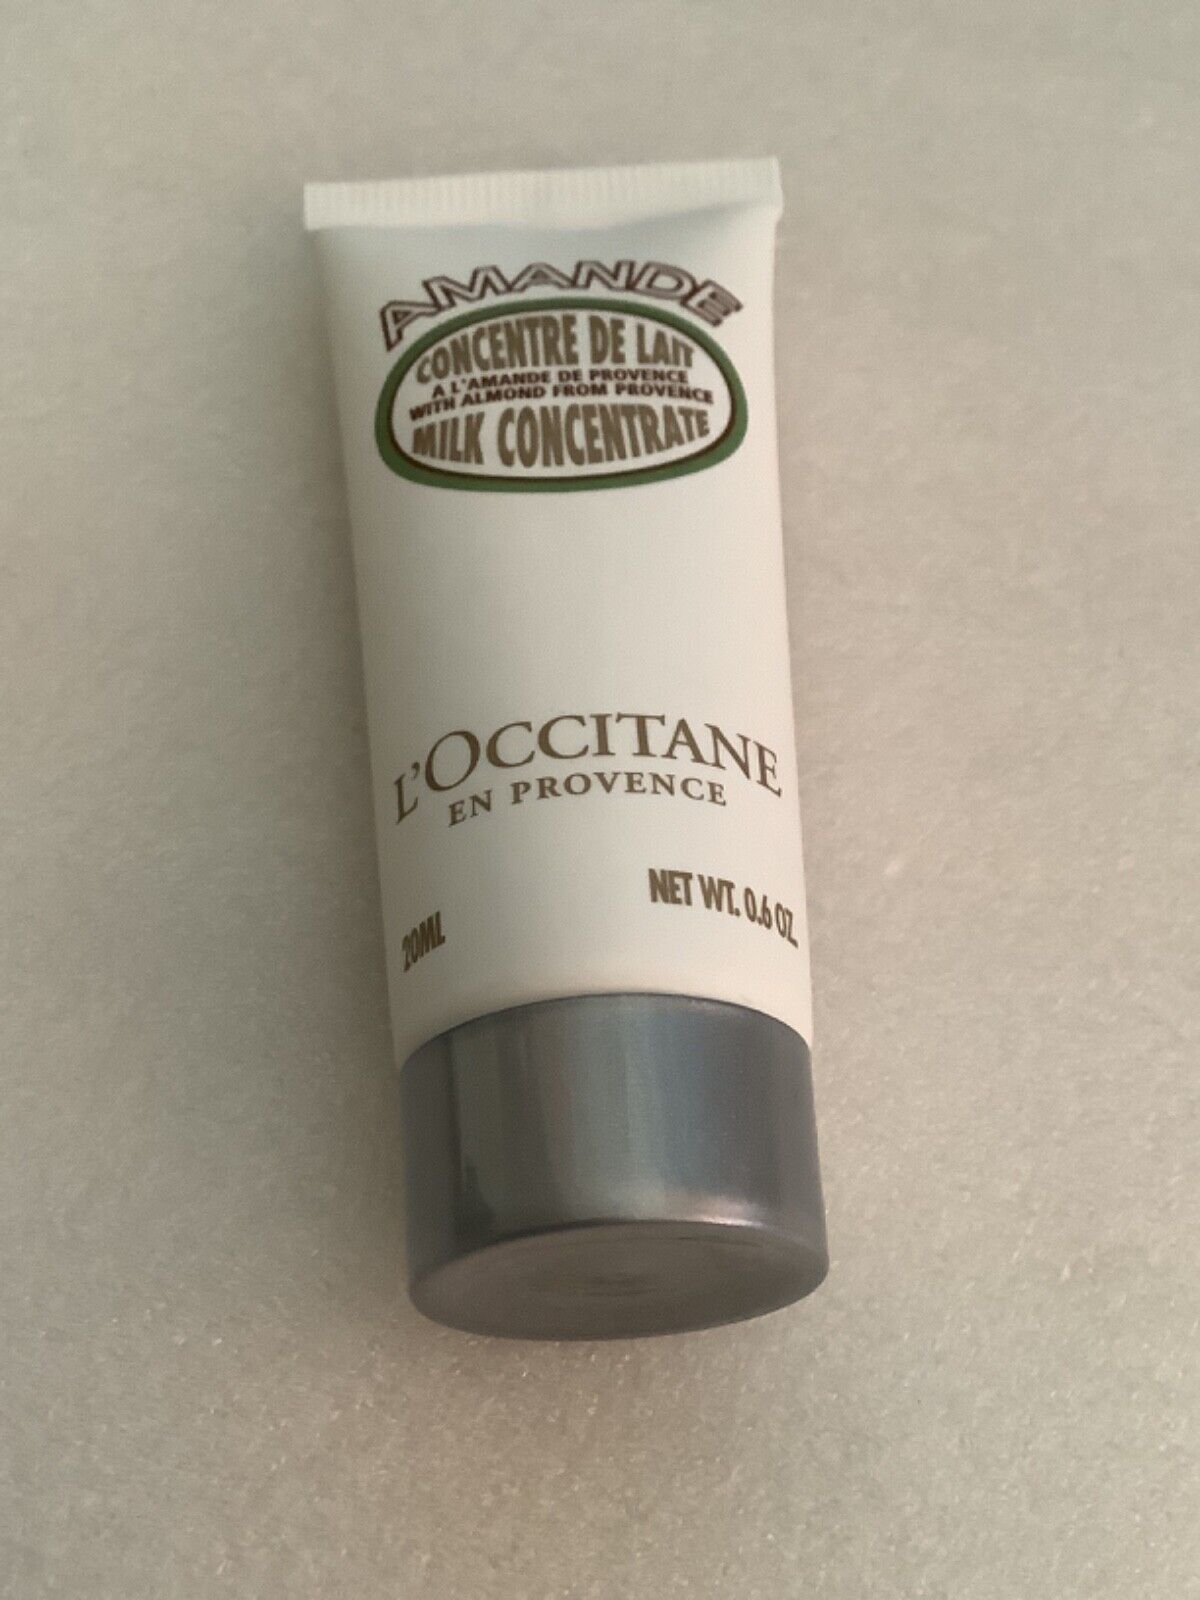 AMANDE
CONCENTRE DE LAIT
A L'AMANDE DE PROVENCE
WITH ALMOND FROM PROVENCE
MILK CONCENTRATE
L'OCCITANE
EN PROVENCE
NET WT. 0.6 OZ.
20ML